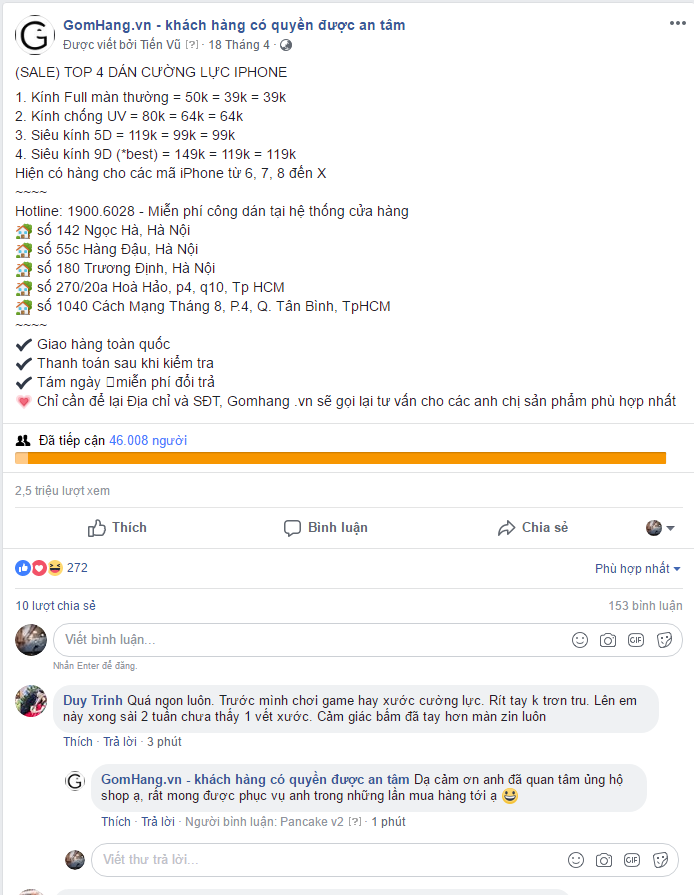 GomHang.vn - khách hàng có quyền được an tâm
Được viết bởi Tiến Vũ [?] · 18 Tháng 4 ·
(SALE) TOP 4 DÁN CƯỜNG LỰC IPHONE
1. Kính Full màn thường = 50k = 39k = 39k
2. Kính chống UV = 80k = 64k = 64k
3. Siêu kính 5D = 119k = 99k = 99k
4. Siêu kính 9D (*best) = 149k = 119k = 119k
Hiện có hàng cho các mã iPhone từ 6, 7, 8 đến X
~~~~
Hotline: 1900.6028 - Miễn phí công dán tại hệ thống cửa hàng
🏡 số 142 Ngọc Hà, Hà Nội
🏡 số 55c Hàng Đậu, Hà Nội
🏡 số 180 Trương Định, Hà Nội
🏡 số 270/20a Hoà Hảo, p4, q10, Tp HCM
🏡 số 1040 Cách Mạng Tháng 8, P.4, Q. Tân Bình, TpHCM
~~~~
✔ Giao hàng toàn quốc
✔ Thanh toán sau khi kiểm tra
✔ Tám ngày miễn phí đổi trả
💗 Chỉ cần để lại Địa chỉ và SĐT, Gomhang .vn sẽ gọi lại tư vấn cho các anh chị sản phẩm phù hợp nhất
Đã tiếp cận 46.008 người
2,5 triệu lượt xem
Thích Bình luận Chia sẻ
272 Phù hợp nhất
10 lượt chia sẻ 153 bình luận
Viết bình luận... GIF
Nhấn Enter để đăng.
Duy Trinh Quá ngon luôn. Trước mình chơi game hay xước cường lực. Rít tay k trơn tru. Lên em
này xong sài 2 tuần chưa thấy 1 vết xước. Cảm giác bấm đã tay hơn màn zin luôn
Thích · Trả lời · 3 phút
GomHang.vn - khách hàng có quyền được an tâm Dạ cảm ơn anh đã quan tâm ủng hộ
shop ạ, rất mong được phục vụ anh trong những lần mua hàng tới ạ 😀
Thích · Trả lời · Người bình luận: Pancake v2 [?] · 1 phút
Viết thư trả lời... GIF